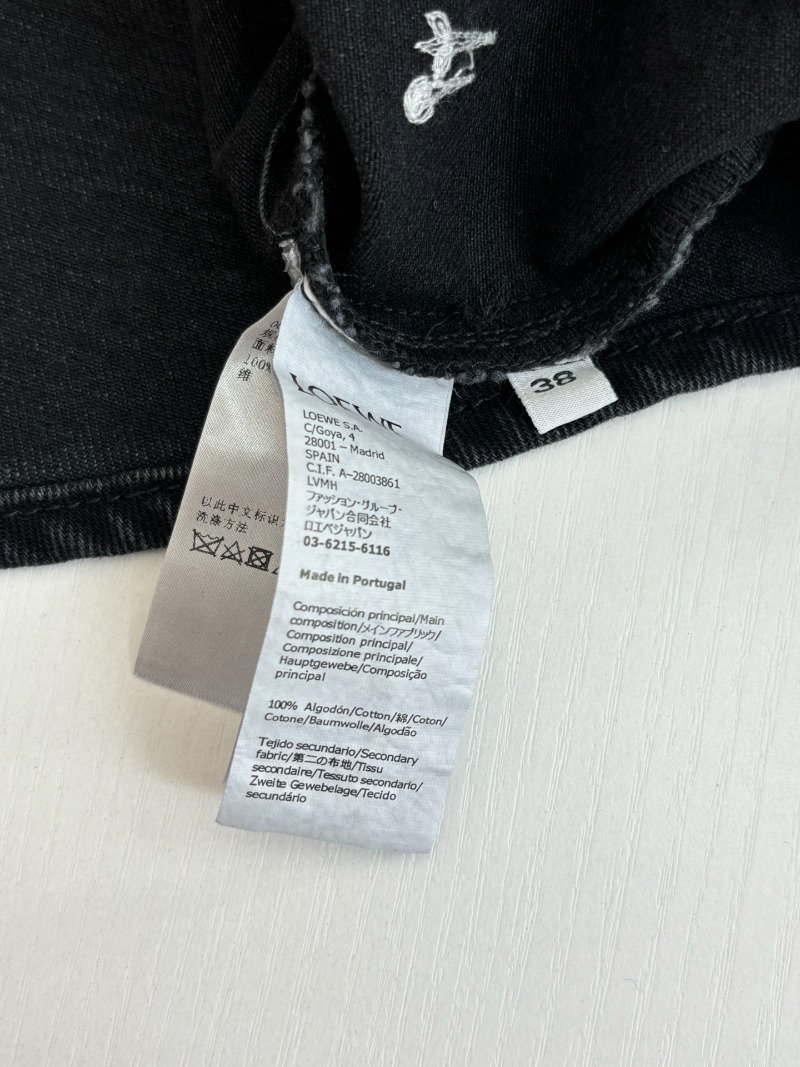 LOEWE
LOEWE S.A.
C/Goya, 4
28001 – Madrid
SPAIN
C.I.F. A-28003861
LVMH
ファッション・グループ・
ジャパン合同会社
ロエベジャパン
03-6215-6116
Made in Portugal
Composición principal/Main
composition/メインファブリック/
Composition principal/
Composizione principale/
Hauptgewebe/Composição
principal
100% Algodón/Cotton/綿/Coton/
Cotone/Baumwolle/Algodão
Tejido secundario/Secondary
fabric/第二の布地/Tissu
secondaire/Tessuto secondario/
Zweite Gewebelage/Tecido
secundário
38
面料
100%
维
以此中文标识
洗涤方法